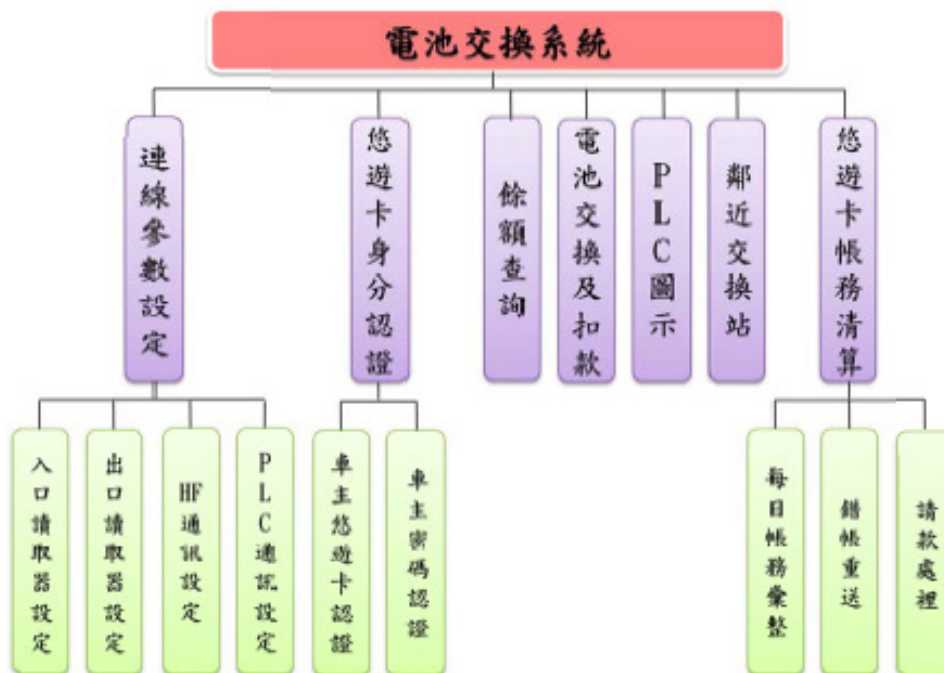 電池交換系統
連線參數設定
悠遊卡身分認證
餘額查詢
電池交換及扣款
PLC圖示
鄰近交換站
悠遊卡帳務清算
入口讀取器設定
出口讀取器設定
HF通訊設定
PLC通訊設定
車主悠遊卡認證
車主密碼認證
每日帳務彙整
錯帳重送
請款處裡